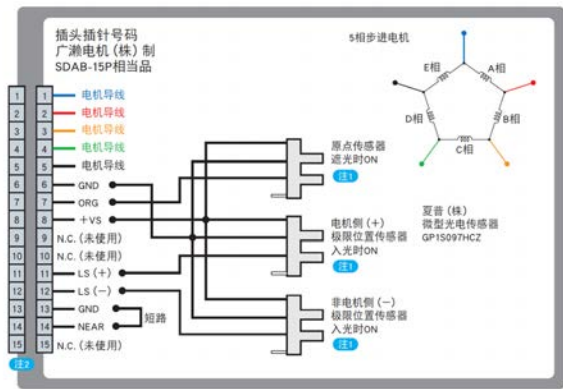 插头插针号码
广濑电机（株）制
SDAB-15P相当品
1 1 电机导线
2 2 电机导线
3 3 电机导线
4 4 电机导线
5 5 电机导线
6 6 GND
7 7 ORG
8 8 +VS
9 9 N.C.(未使用)
10 10 N.C.(未使用)
11 11 LS(+)
12 12 LS(−)
13 13 GND
14 14 NEAR
短路
15 15 N.C.(未使用)
注2
原点传感器
遮光时ON
注1
电机侧(+)
极限位置传感器
入光时ON
注1
非电机侧(−)
极限位置传感器
入光时ON
注1
5相步进电机
E相
A相
D相
B相
C相
夏普（株）
微型光电传感器
GP1S097HCZ